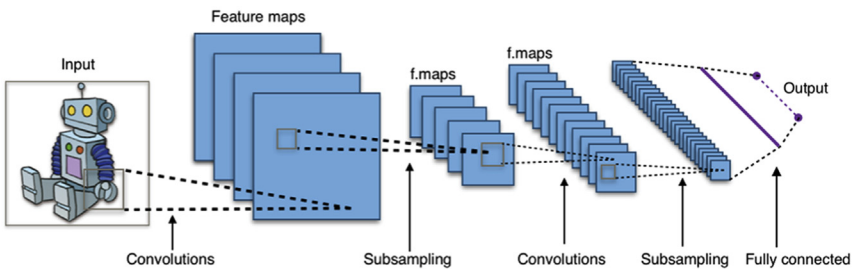 Feature maps
Input
f.maps
f.maps
Output
Convolutions
Subsampling
Convolutions
Subsampling
Fully connected